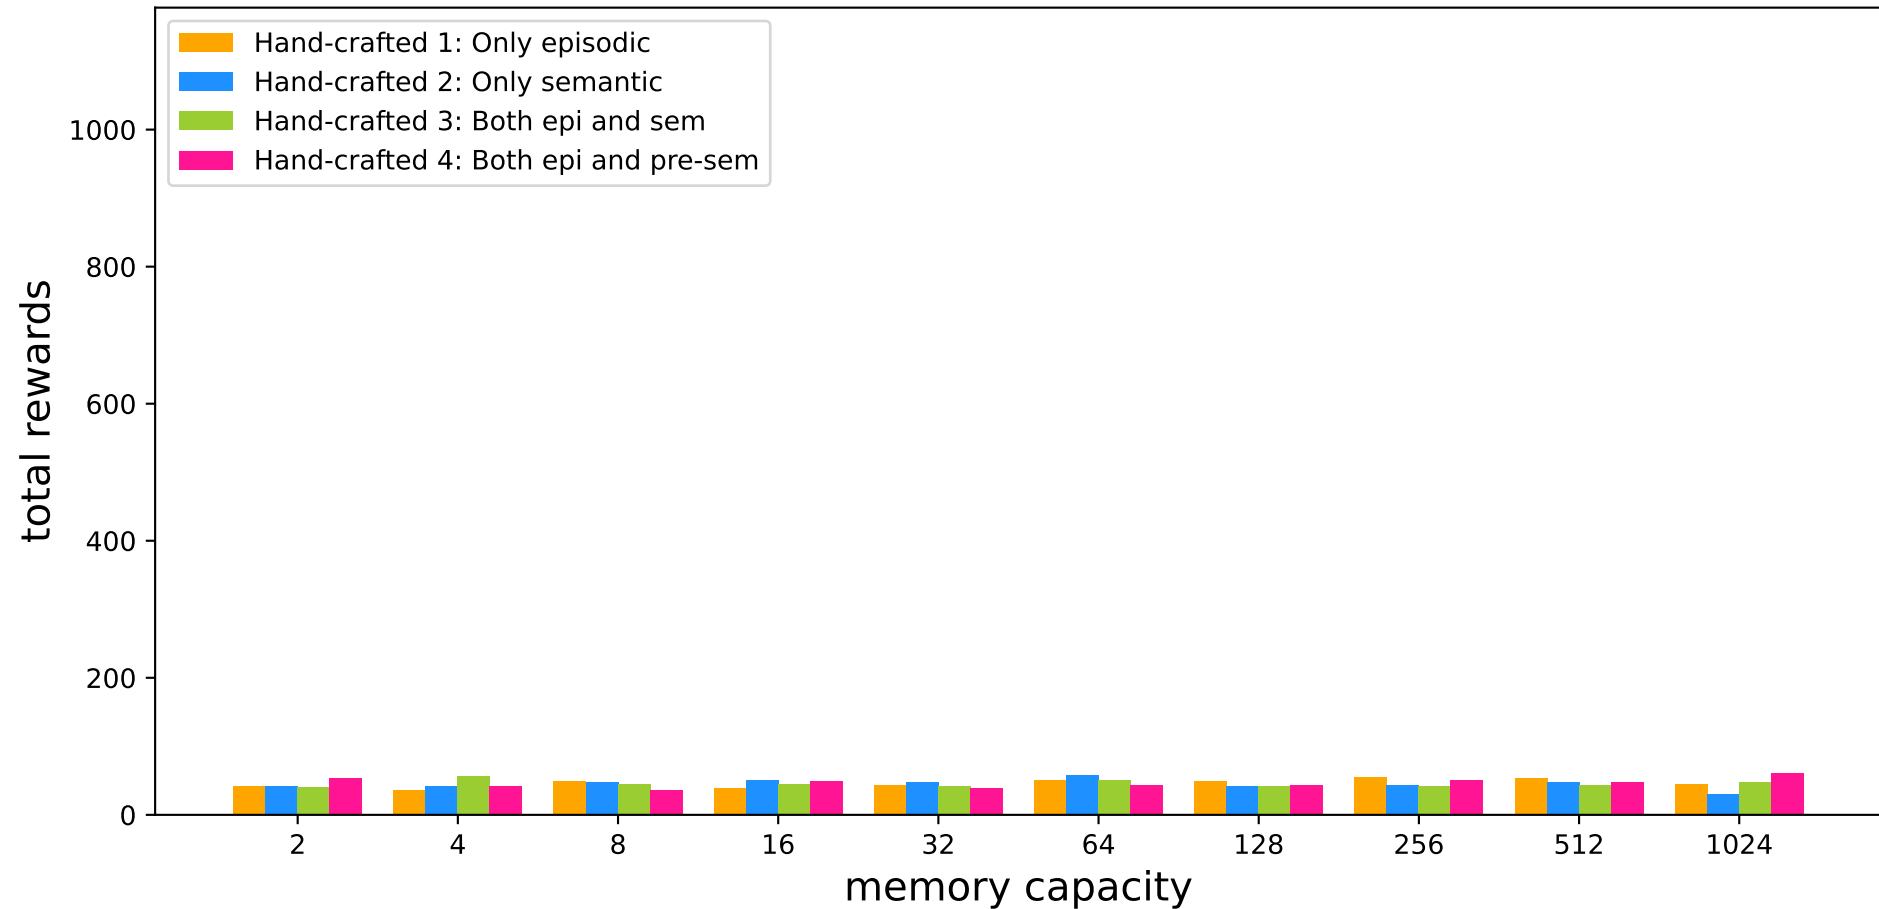 Hand-crafted 1: Only episodic
Hand-crafted 2: Only semantic
Hand-crafted 3: Both epi and sem
Hand-crafted 4: Both epi and pre-sem
total rewards
1000
800
600
400
200
0
2 4 8 16 32 64 128 256 512 1024
memory capacity